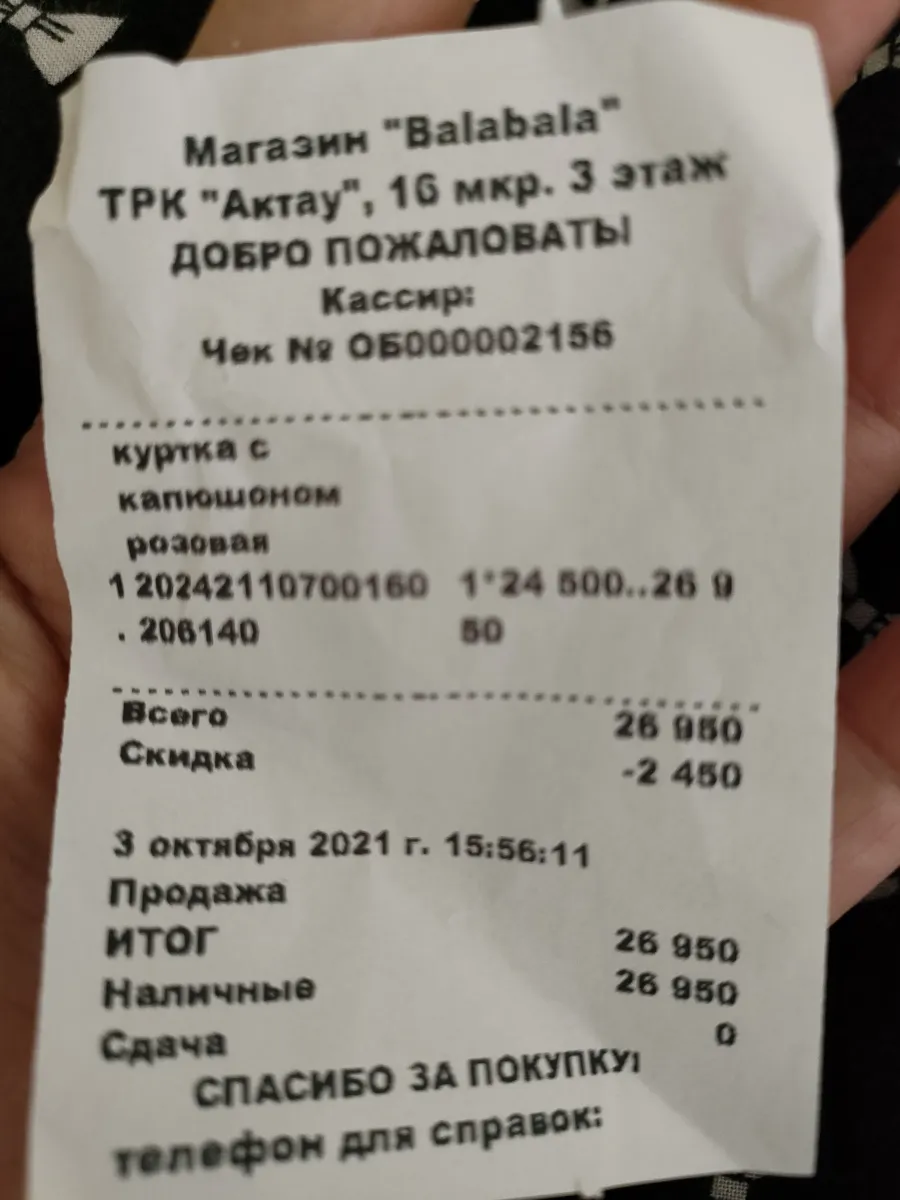 Магазин "Balabala"
ТРК "Актау", 16 мкр. 3 этаж
ДОБРО ПОЖАЛОВАТЬ!
Кассир:
Чек № ОБ000002156
куртка с
капюшоном
розовая
1 20242110700160 1*24 500..26 9
. 206140 50
Всего 26 950
Скидка -2 450
3 октября 2021 г. 15:56:11
Продажа
ИТОГ 26 950
Наличные 26 950
Сдача 0
СПАСИБО ЗА ПОКУПКУ!
телефон для справок: